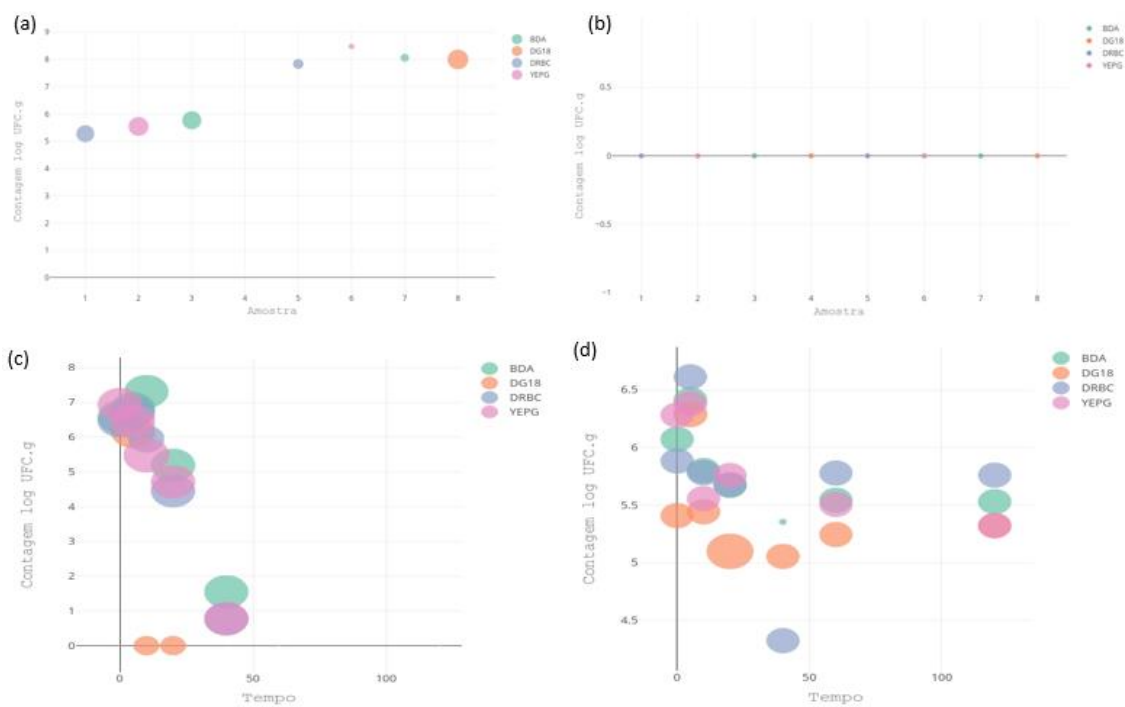 (a)
Contagem log UFC.g
9
8
7
6
5
4
3
2
1
0
1 2 3 4 5 6 7 8
Amostra
BDA
DG18
DRBC
YEPG
(b)
Contagem log UFC.g
0.5
0
−0.5
−1
1 2 3 4 5 6 7 8
Amostra
BDA
DG18
DRBC
YEPG
(c)
Contagem log UFC.g
8
7
6
5
4
3
2
1
0
0 50 100
Tempo
BDA
DG18
DRBC
YEPG
(d)
Contagem log UFC.g
6.5
6
5.5
5
4.5
0 50 100
Tempo
BDA
DG18
DRBC
YEPG